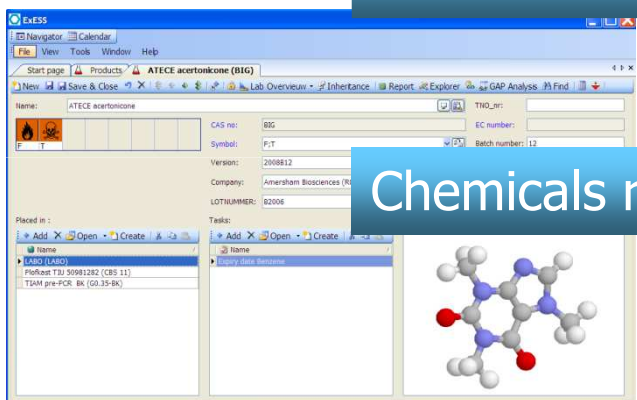 ExESS
Navigator Calendar
File View Tools Window Help
Start page Products ATECE acertonikone (BIG)
New Save & Close Lab Overvieuw Inheritance Report Explorer GAP Analysis Find
Name: ATECE acertonicone TNO_nr:
CAS no: BIG EC number:
F T Symbol: F;T Batch number: 12
Version: 2008812
Company: Amersham Biosciences (R
Chemicals r
LOTNUMMER: B2006
Placed in : Tasks:
Add Open Create Add Open Create
Name Name
LABO (LABO) Expiry date Benzene
Plofkast TIU 50981282 (CBS 11)
TIAM pre-PCR BK (G0.35-BK)